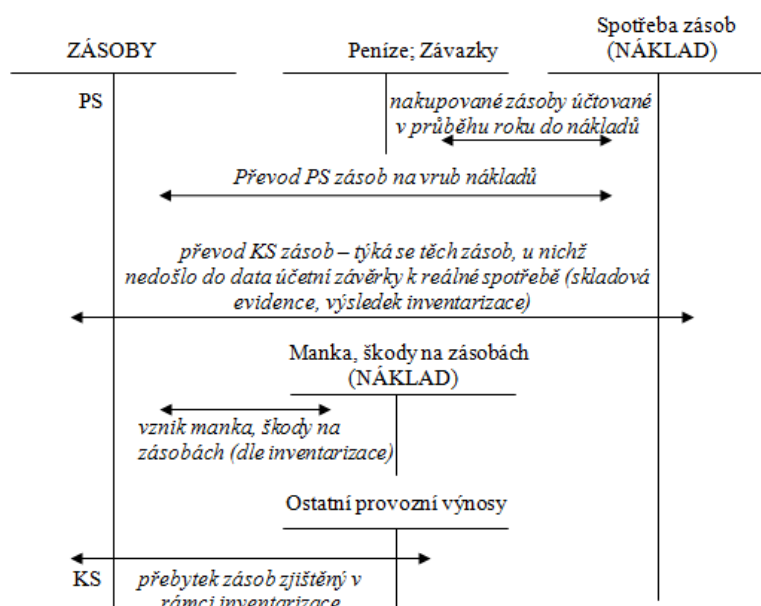 Spotřeba zásob
ZÁSOBY Peníze; Závazky (NÁKLAD)
PS
nakupované zásoby účtované
v průběhu roku do nákladů
Převod PS zásob na vrub nákladů
převod KS zásob – týká se těch zásob, u nichž
nedošlo do data účetní závěrky k reálné spotřebě (skladová
evidence, výsledek inventarizace)
Manka, škody na zásobách
(NÁKLAD)
vznik manka, škody na
zásobách (dle inventarizace)
Ostatní provozní výnosy
KS
přebytek zásob zjištěný v
rámci inventarizace